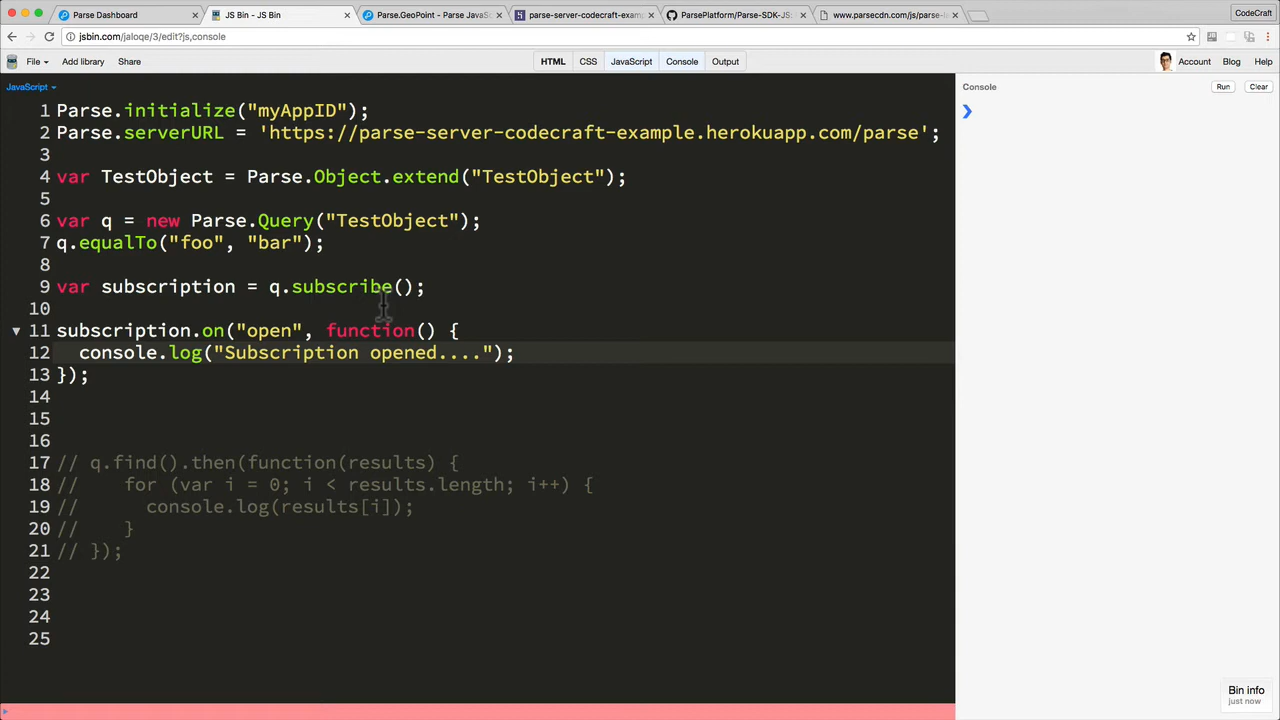 Parse Dashboard
JS Bin - JS Bin
Parse.GeoPoint - Parse JavaS
parse-server-codecraft-exam
ParsePlatform/Parse-SDK-JS:
www.parsecdn.com/js/parse-l
CodeCraft
jsbin.com/jaloqe/3/edit?js,console
File Add library Share HTML CSS JavaScript Console Output Account Blog Help
JavaScript
Console
Run Clear
1 Parse.initialize("myAppID");
2 Parse.serverURL = 'https://parse-server-codecraft-example.herokuapp.com/parse';
3
4 var TestObject = Parse.Object.extend("TestObject");
5
6 var q = new Parse.Query("TestObject");
7 q.equalTo("foo", "bar");
8
9 var subscription = q.subscribe();
10
11 subscription.on("open", function() {
12   console.log("Subscription opened....");
13 });
14
15
16
17 // q.find().then(function(results) {
18 //    for (var i = 0; i < results.length; i++) {
19 //      console.log(results[i]);
20 //    }
21 // });
22
23
24
25
Bin info
just now